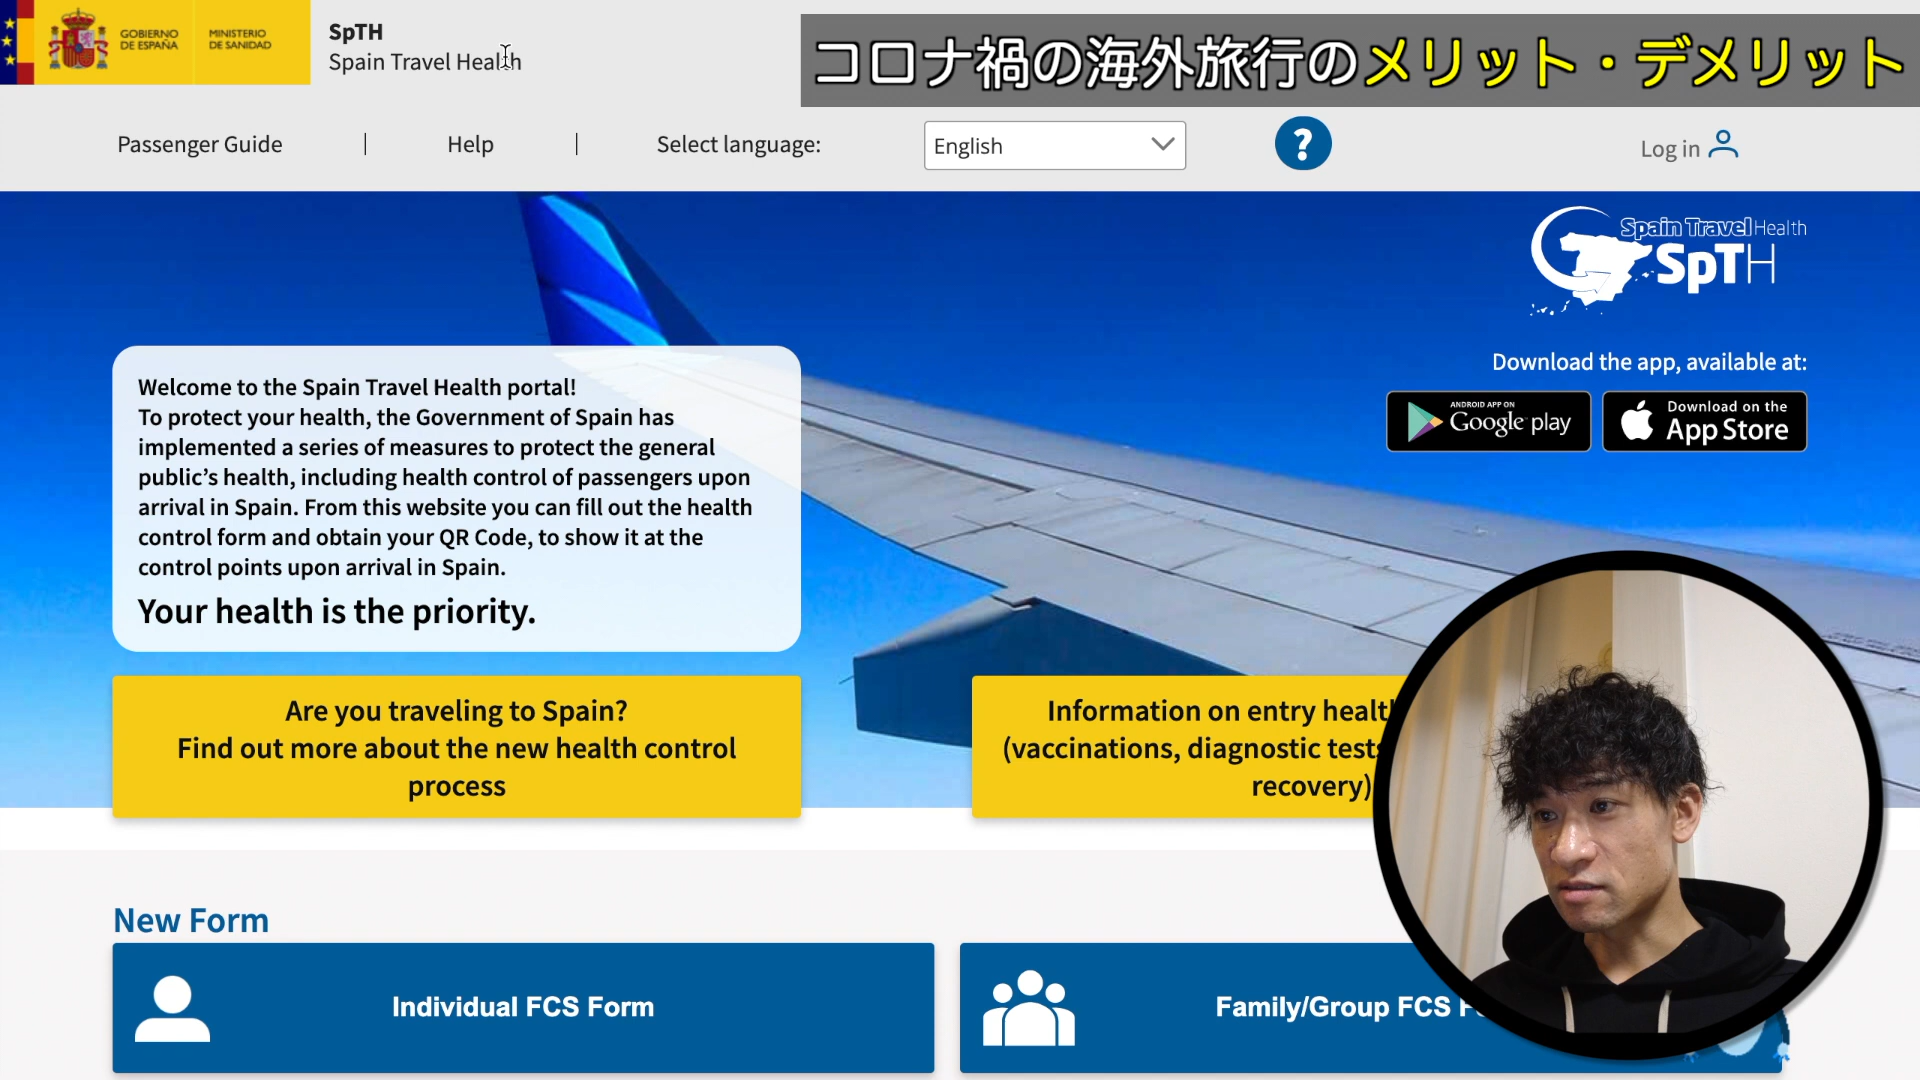 GOBIERNO
DE ESPAÑA
MINISTERIO
DE SANIDAD
SpTH
Spain Travel Health
コロナ禍の海外旅行のメリット・デメリット
Passenger Guide
Help
Select language:
English
?
Log in
Spain Travel Health
SpTH
Download the app, available at:
ANDROID APP ON
Google play
Download on the
App Store
Welcome to the Spain Travel Health portal!
To protect your health, the Government of Spain has
implemented a series of measures to protect the general
public’s health, including health control of passengers upon
arrival in Spain. From this website you can fill out the health
control form and obtain your QR Code, to show it at the
control points upon arrival in Spain.
Your health is the priority.
Are you traveling to Spain?
Find out more about the new health control
process
Information on entry health
(vaccinations, diagnostic tests
recovery)
New Form
Individual FCS Form
Family/Group FCS